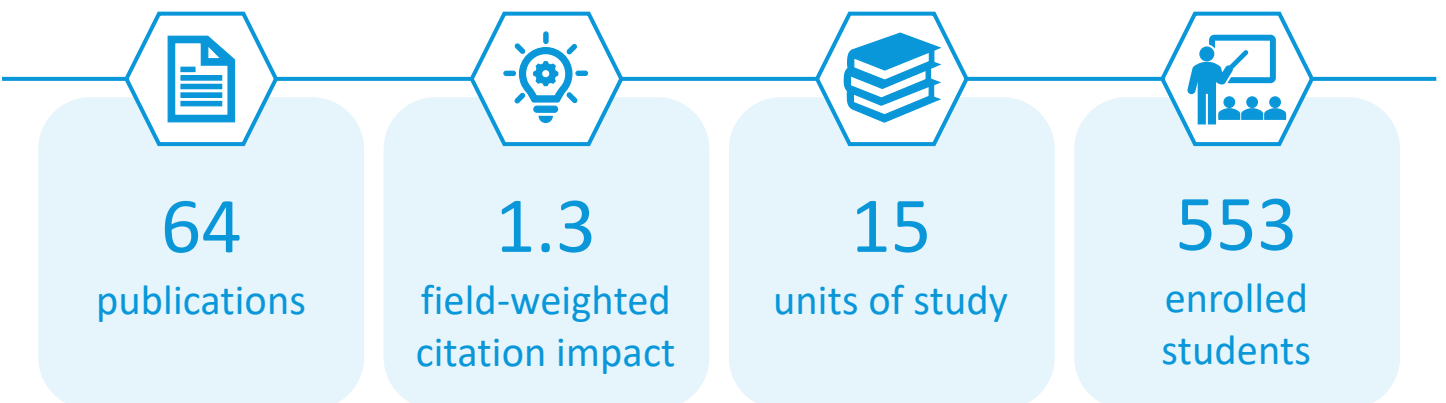 64
publications
1.3
field-weighted
citation impact
15
units of study
553
enrolled
students